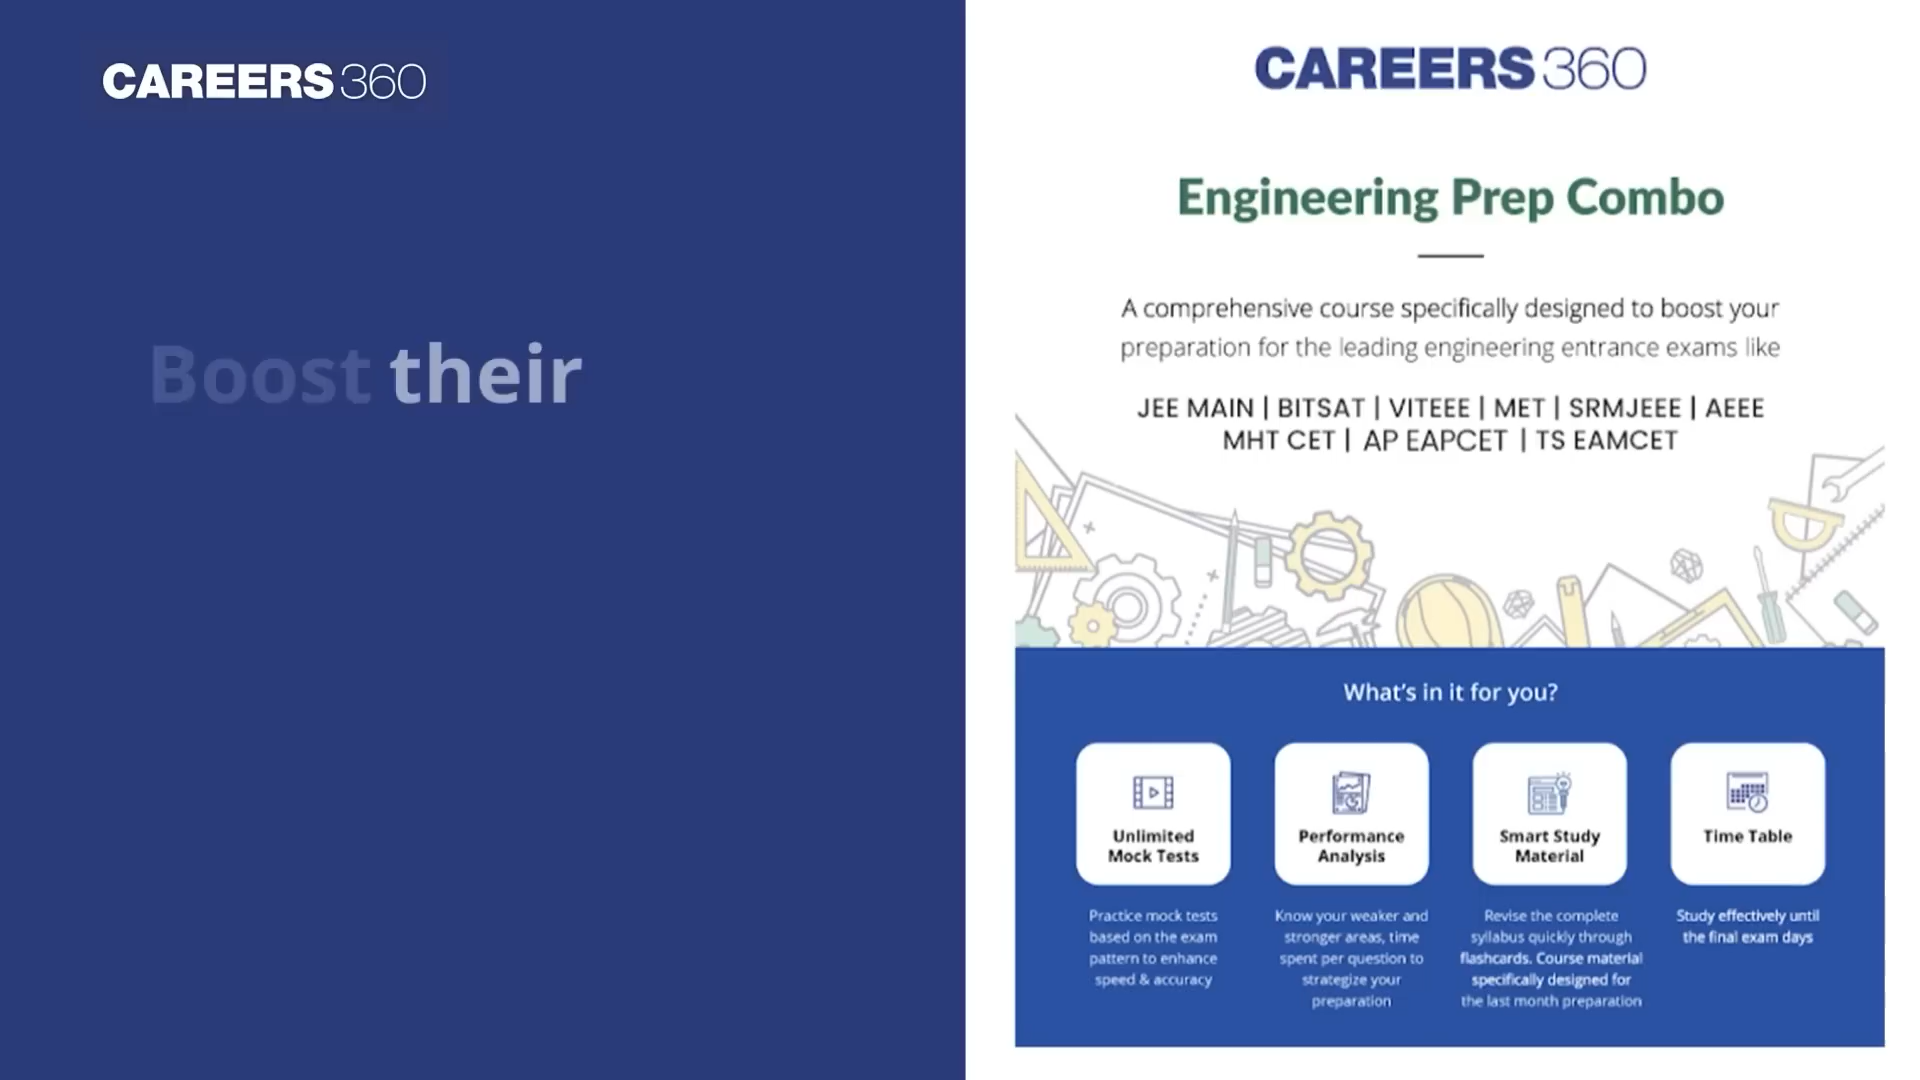 CAREERS360
Boost their
CAREERS360
Engineering Prep Combo
A comprehensive course specifically designed to boost your
preparation for the leading engineering entrance exams like
JEE MAIN | BITSAT | VITEEE | MET | SRMJEEE | AEEE
MHT CET | AP EAPCET | TS EAMCET
What's in it for you?
Unlimited
Mock Tests
Practice mock tests
based on the exam
pattern to enhance
speed & accuracy
Performance
Analysis
Know your weaker and
stronger areas, time
spent per question to
strategize your
preparation
Smart Study
Material
Revise the complete
syllabus quickly through
flashcards. Course material
specifically designed for
the last month preparation
Time Table
Study effectively until
the final exam days